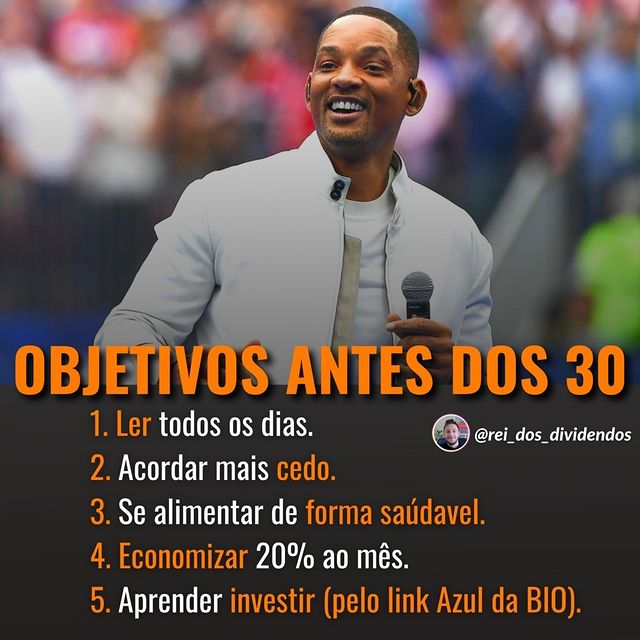 OBJETIVOS ANTES DOS 30
1. Ler todos os dias.
@rei_dos_dividendos
2. Acordar mais cedo.
3. Se alimentar de forma saúdavel.
4. Economizar 20% ao mês.
5. Aprender investir (pelo link Azul da BIO).